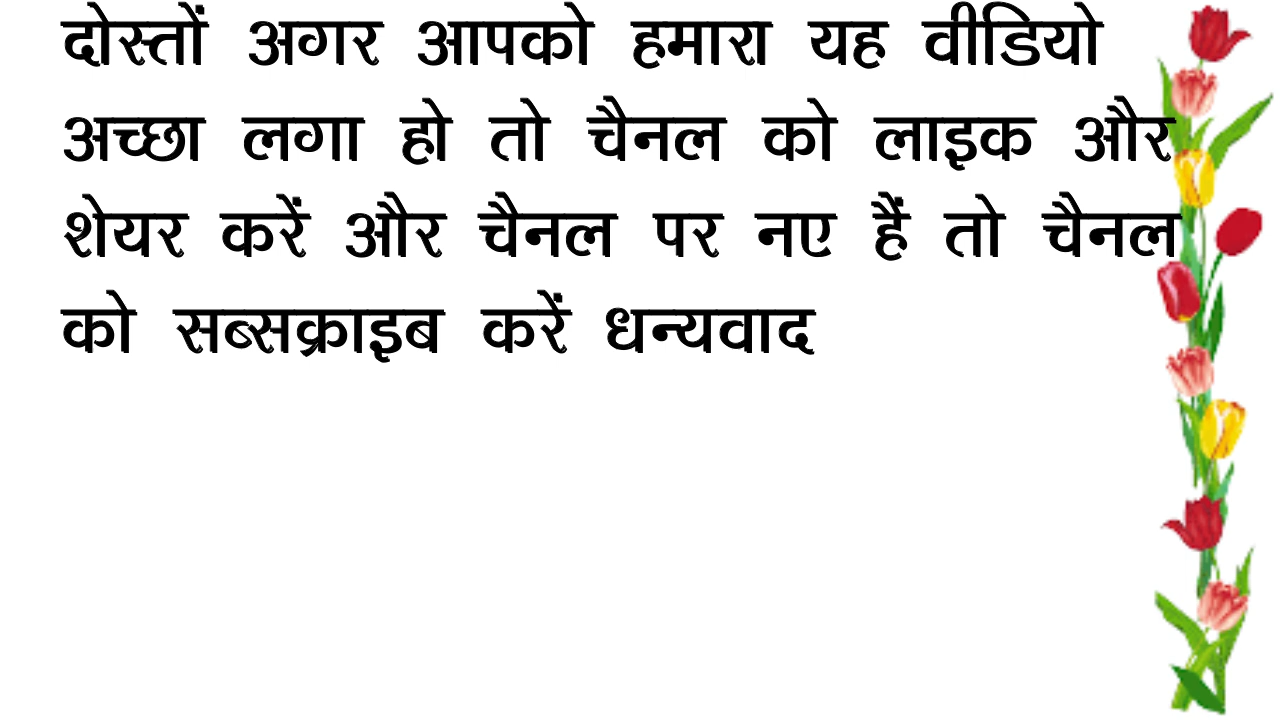 दोस्तों अगर आपको हमारा यह वीडियो
अच्छा लगा हो तो चैनल को लाइक और
शेयर करें और चैनल पर नए हैं तो चैनल
को सब्सक्राइब करें धन्यवाद